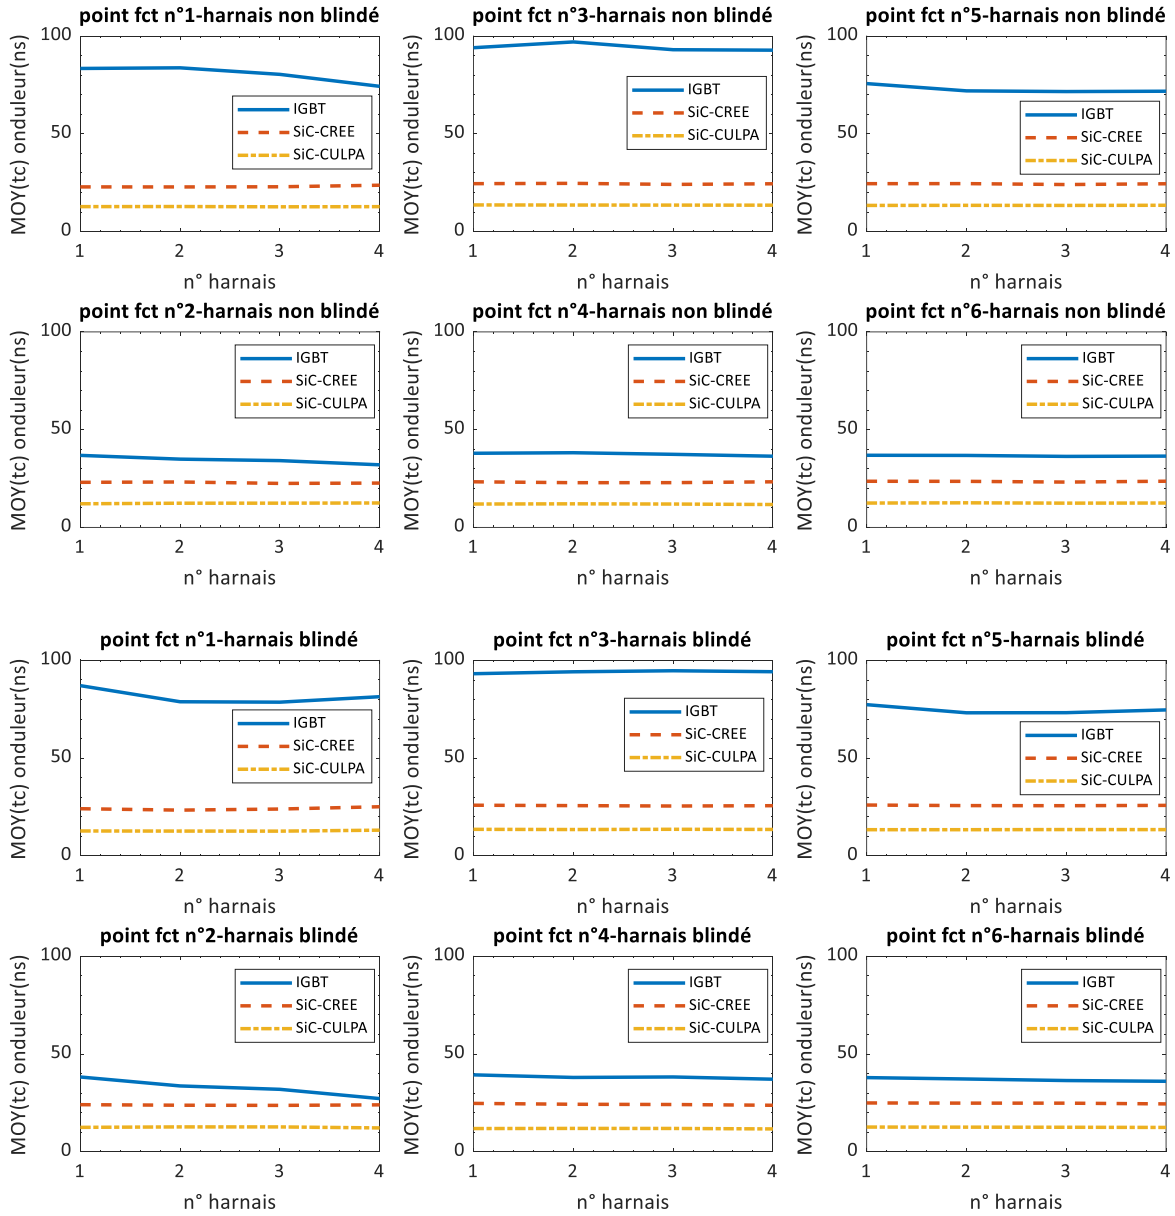 point fct n°1-harnais non blindé
MOY(tc) onduleur(ns)
100
50
0
IGBT
SiC-CREE
SiC-CULPA
1 2 3 4
n° harnais
point fct n°3-harnais non blindé
MOY(tc) onduleur(ns)
100
50
0
IGBT
SiC-CREE
SiC-CULPA
1 2 3 4
n° harnais
point fct n°5-harnais non blindé
MOY(tc) onduleur(ns)
100
50
0
IGBT
SiC-CREE
SiC-CULPA
1 2 3 4
n° harnais
point fct n°2-harnais non blindé
MOY(tc) onduleur(ns)
100
50
0
IGBT
SiC-CREE
SiC-CULPA
1 2 3 4
n° harnais
point fct n°4-harnais non blindé
MOY(tc) onduleur(ns)
100
50
0
IGBT
SiC-CREE
SiC-CULPA
1 2 3 4
n° harnais
point fct n°6-harnais non blindé
MOY(tc) onduleur(ns)
100
50
0
IGBT
SiC-CREE
SiC-CULPA
1 2 3 4
n° harnais
point fct n°1-harnais blindé
MOY(tc) onduleur(ns)
100
50
0
IGBT
SiC-CREE
SiC-CULPA
1 2 3 4
n° harnais
point fct n°3-harnais blindé
MOY(tc) onduleur(ns)
100
50
0
IGBT
SiC-CREE
SiC-CULPA
1 2 3 4
n° harnais
point fct n°5-harnais blindé
MOY(tc) onduleur(ns)
100
50
0
IGBT
SiC-CREE
SiC-CULPA
1 2 3 4
n° harnais
point fct n°2-harnais blindé
MOY(tc) onduleur(ns)
100
50
0
IGBT
SiC-CREE
SiC-CULPA
1 2 3 4
n° harnais
point fct n°4-harnais blindé
MOY(tc) onduleur(ns)
100
50
0
IGBT
SiC-CREE
SiC-CULPA
1 2 3 4
n° harnais
point fct n°6-harnais blindé
MOY(tc) onduleur(ns)
100
50
0
IGBT
SiC-CREE
SiC-CULPA
1 2 3 4
n° harnais